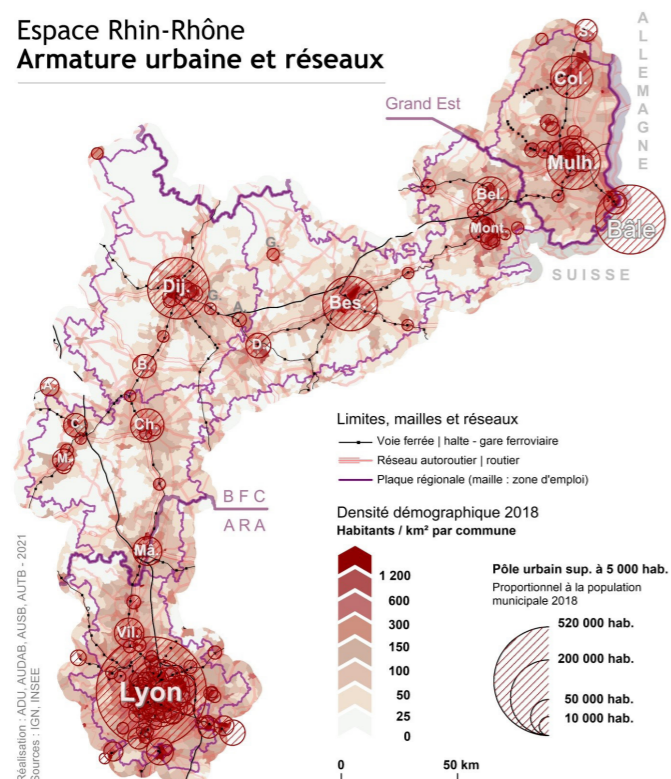 Espace Rhin-Rhône
Armature urbaine et réseaux
ALLEMAGNE
S.
Col.
Grand Est
Mulh.
Bel.
Mont.
Bâle
SUISSE
G.
Dij.
G.
A.
Bes.
D.
B.
A.
C.
Ch.
M.
BFC
ARA
Mâ.
Vil.
Lyon
Limites, mailles et réseaux
Voie ferrée | halte - gare ferroviaire
Réseau autoroutier | routier
Plaque régionale (maille : zone d'emploi)
Densité démographique 2018
Habitants / km² par commune
1 200
600
300
150
100
50
25
0
Pôle urbain sup. à 5 000 hab.
Proportionnel à la population
municipale 2018
520 000 hab.
200 000 hab.
50 000 hab.
10 000 hab.
0 50 km
Réalisation : ADU, AUDAB, AUSB, AUTB - 2021
Sources : IGN, INSEE